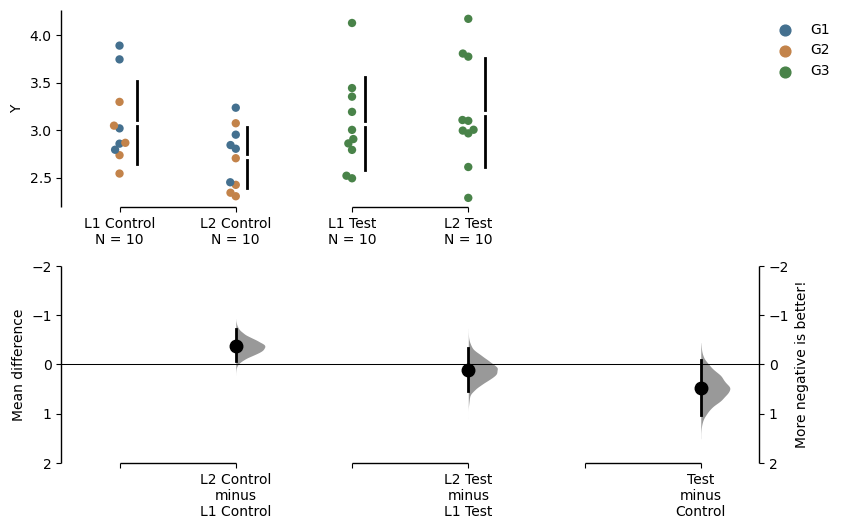 4.0
3.5
3.0
2.5
Y
G1
G2
G3
L1 Control
N = 10
L2 Control
N = 10
L1 Test
N = 10
L2 Test
N = 10
−2
−1
0
1
2
Mean difference
−2
−1
0
1
2
More negative is better!
L2 Control
minus
L1 Control
L2 Test
minus
L1 Test
Test
minus
Control